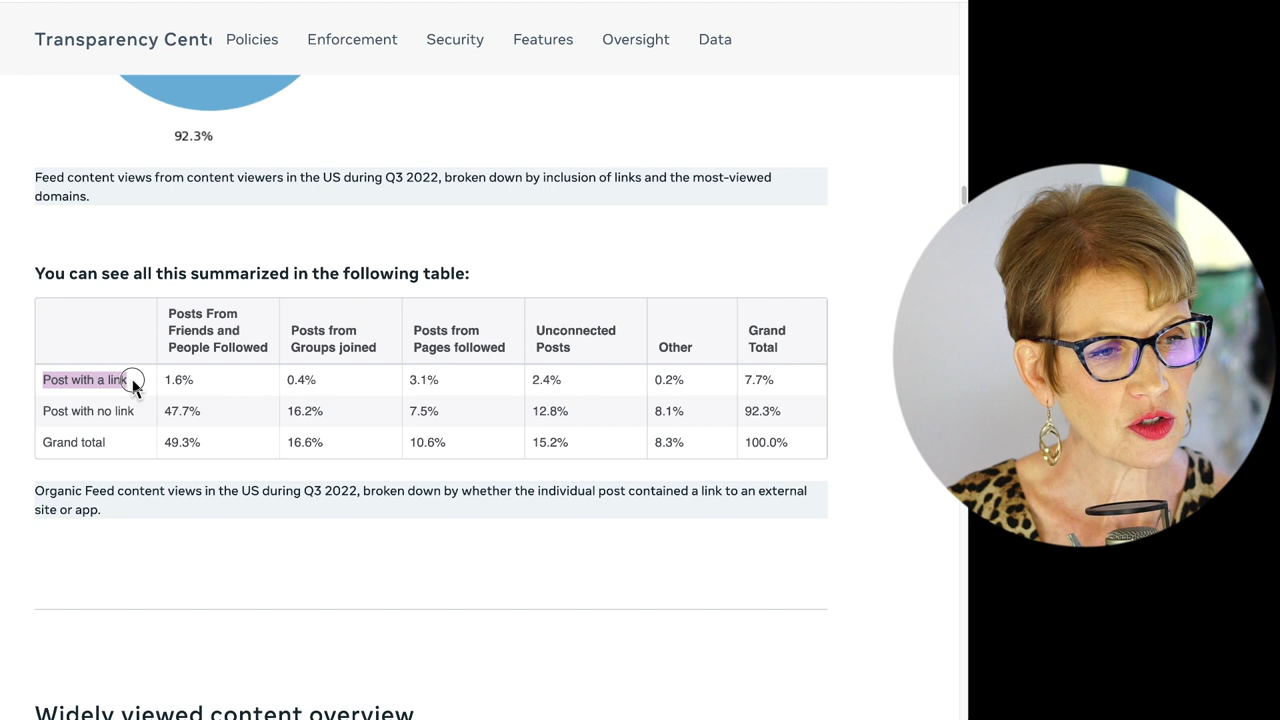 Transparency Cent Policies Enforcement Security Features Oversight Data
92.3%
Feed content views from content viewers in the US during Q3 2022, broken down by inclusion of links and the most-viewed
domains.
You can see all this summarized in the following table:
Posts From Friends and People Followed Posts from Groups joined Posts from Pages followed Unconnected Posts Other Grand Total
Post with a link 1.6% 0.4% 3.1% 2.4% 0.2% 7.7%
Post with no link 47.7% 16.2% 7.5% 12.8% 8.1% 92.3%
Grand total 49.3% 16.6% 10.6% 15.2% 8.3% 100.0%
Organic Feed content views in the US during Q3 2022, broken down by whether the individual post contained a link to an external
site or app.
Widely viewed content overview